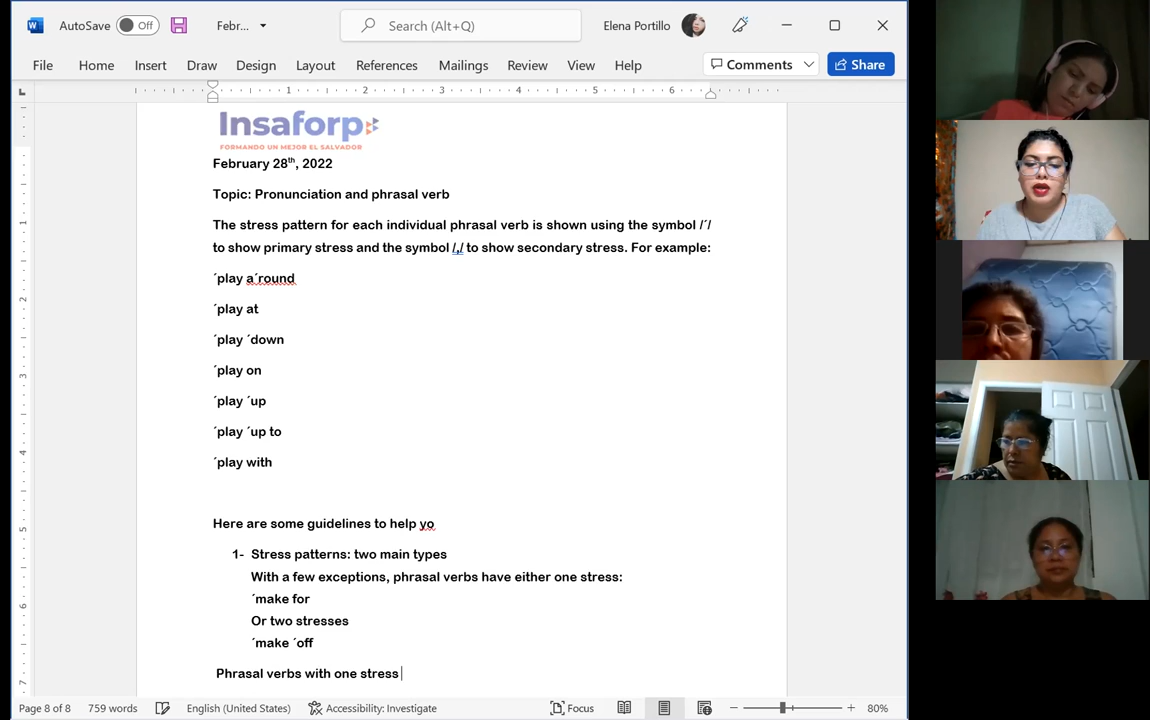 AutoSave Off Febr... Search (Alt+Q) Elena Portillo
File Home Insert Draw Design Layout References Mailings Review View Help Comments Share
1 2 3 4 5 6
Insaforp
FORMANDO UN MEJOR EL SALVADOR
February 28th, 2022
Topic: Pronunciation and phrasal verb
The stress pattern for each individual phrasal verb is shown using the symbol /´/
to show primary stress and the symbol /,/ to show secondary stress. For example:
´play a´round
´play at
´play ´down
´play on
´play ´up
´play ´up to
´play with
Here are some guidelines to help yo
1- Stress patterns: two main types
With a few exceptions, phrasal verbs have either one stress:
´make for
Or two stresses
´make ´off
Phrasal verbs with one stress
Page 8 of 8 759 words English (United States) Accessibility: Investigate Focus 80%